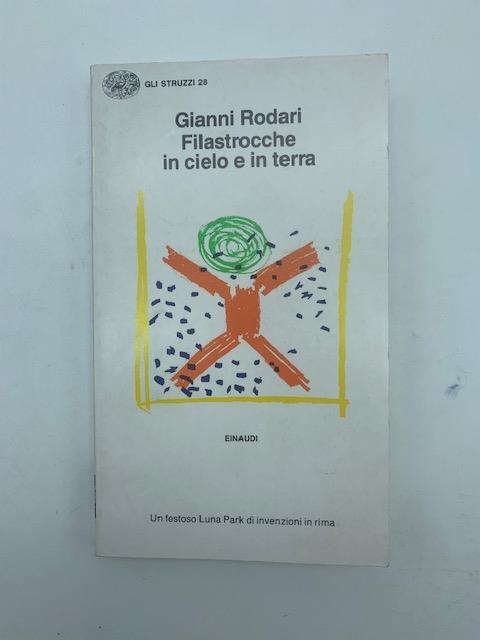 GLI STRUZZI 28
Gianni Rodari
Filastrocche
in cielo e in terra
EINAUDI
Un festoso Luna Park di invenzioni in rima